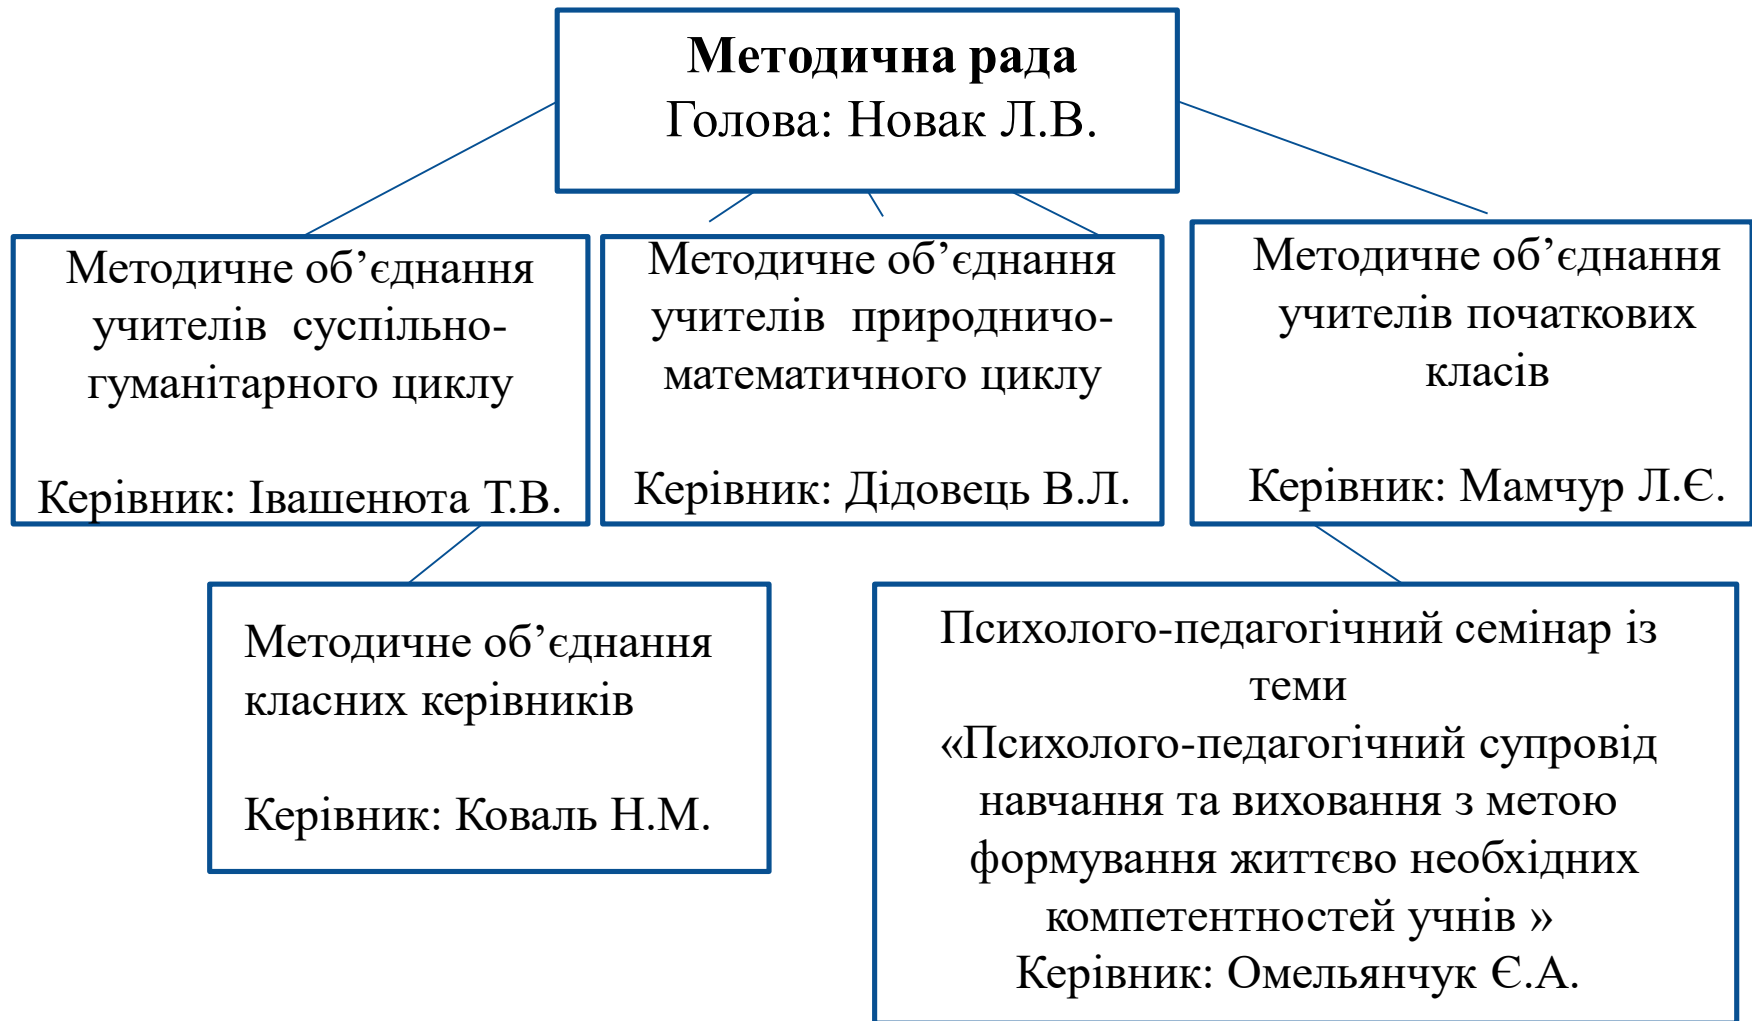 Методична рада
Голова: Новак Л.В.
Методичне об’єднання
учителів суспільно-
гуманітарного циклу
Керівник: Івашенюта Т.В.
Методичне об’єднання
учителів природничо-
математичного циклу
Керівник: Дідовець В.Л.
Методичне об’єднання
учителів початкових
класів
Керівник: Мамчур Л.Є.
Методичне об’єднання
класних керівників
Керівник: Коваль Н.М.
Психолого-педагогічний семінар із
теми
«Психолого-педагогічний супровід
навчання та виховання з метою
формування життєво необхідних
компетентностей учнів »
Керівник: Омельянчук Є.А.